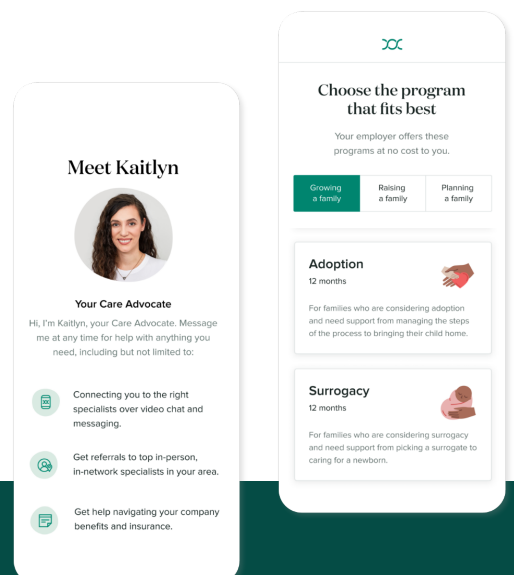 Meet Kaitlyn
Your Care Advocate
Hi, I'm Kaitlyn, your Care Advocate. Message
me at any time for help with anything you
need, including but not limited to:
Connecting you to the right
specialists over video chat and
messaging.
Get referrals to top in-person,
in-network specialists in your area.
Get help navigating your company
benefits and insurance.
Choose the program
that fits best
Your employer offers these
programs at no cost to you.
Growing
a family
Raising
a family
Planning
a family
Adoption
12 months
For families who are considering adoption
and need support from managing the steps
of the process to bringing their child home.
Surrogacy
12 months
For families who are considering surrogacy
and need support from picking a surrogate to
caring for a newborn.